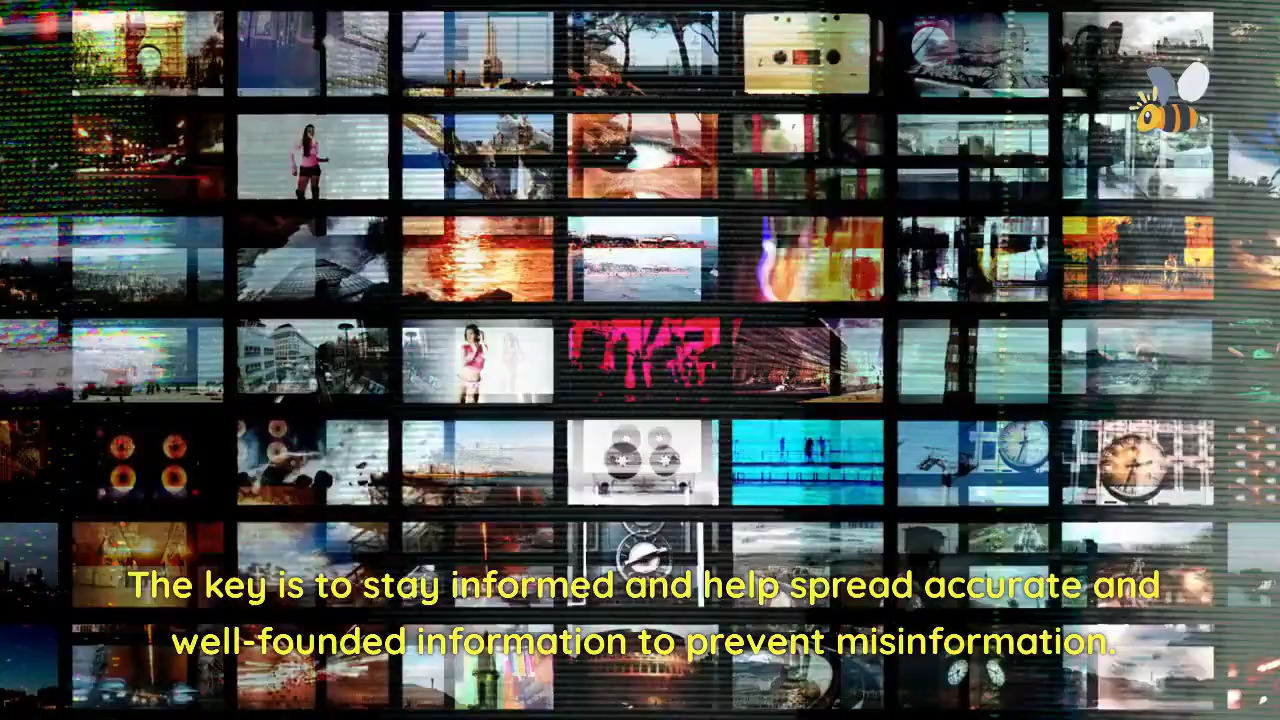 The key is to stay informed and help spread accurate and
well-founded information to prevent misinformation.